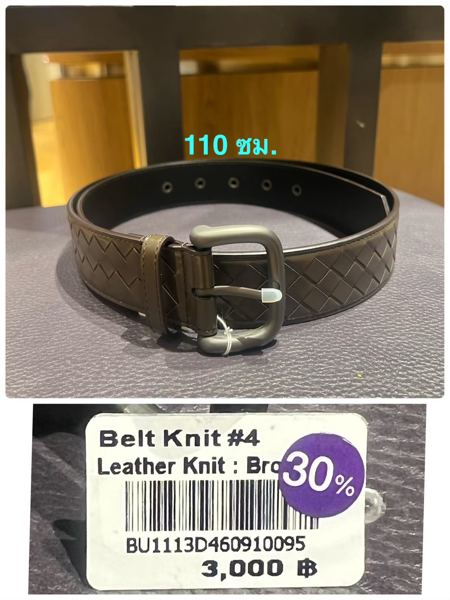 110 ซม.
Belt Knit #4
Leather Knit : Bro
30%
BU1113D460910095
3,000 ฿